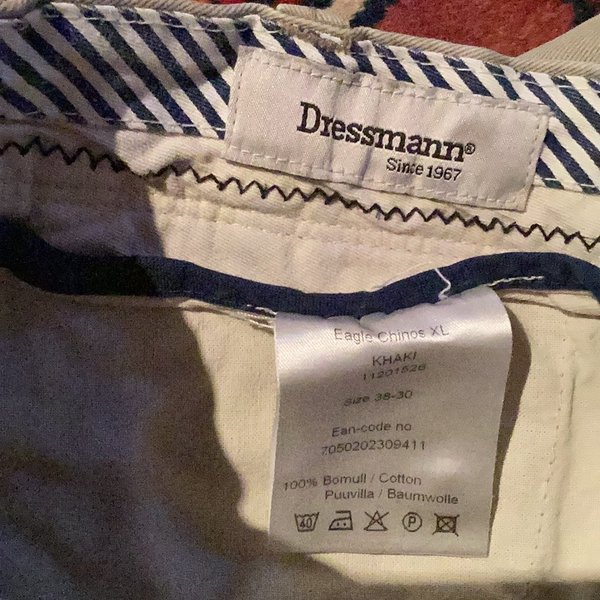 Dressmann®
Since 1967
Eagle Chinos XL
KHAKI
11201526
Size 38-30
Ean-code no
7050202309411
100% Bomull / Cotton
Puuvilla / Baumwolle
40
P